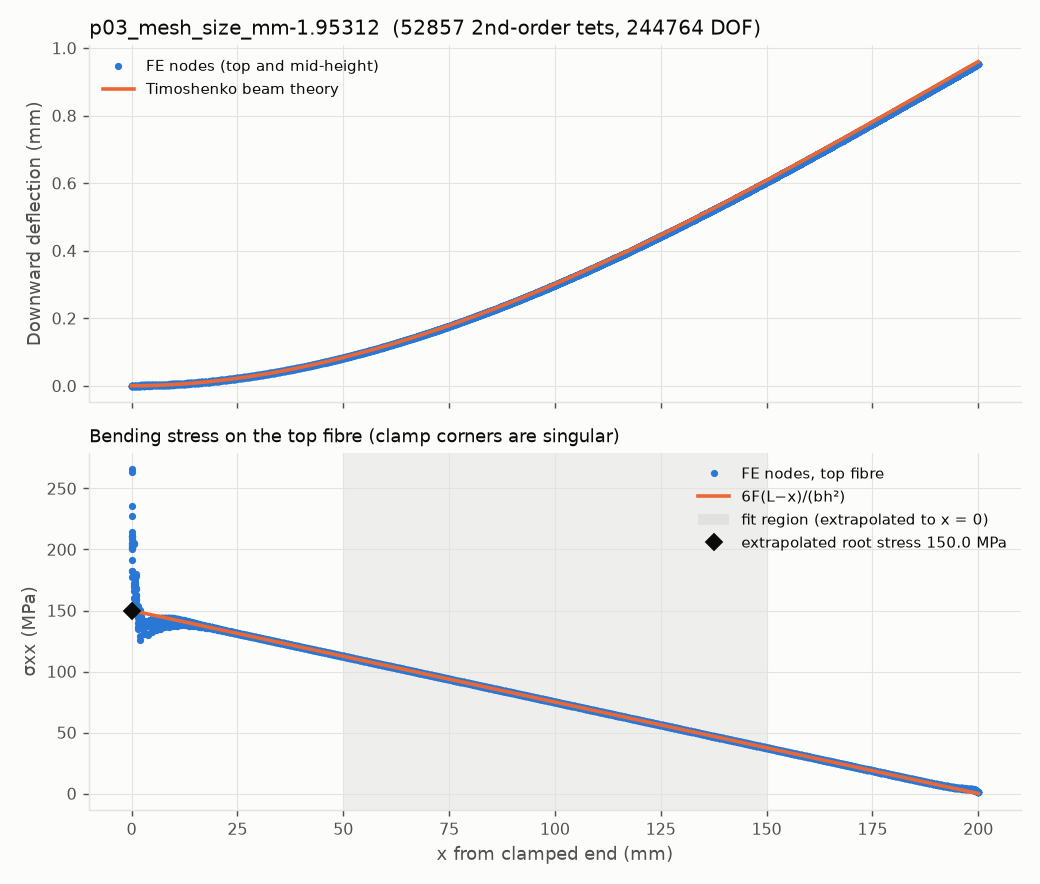 p03_mesh_size_mm-1.95312  (52857 2nd-order tets, 244764 DOF)
FE nodes (top and mid-height)
Timoshenko beam theory
Downward deflection (mm)
1.0
0.8
0.6
0.4
0.2
0.0
Bending stress on the top fibre (clamp corners are singular)
FE nodes, top fibre
6F(L−x)/(bh²)
fit region (extrapolated to x = 0)
extrapolated root stress 150.0 MPa
σxx (MPa)
250
200
150
100
50
0
0 25 50 75 100 125 150 175 200
x from clamped end (mm)